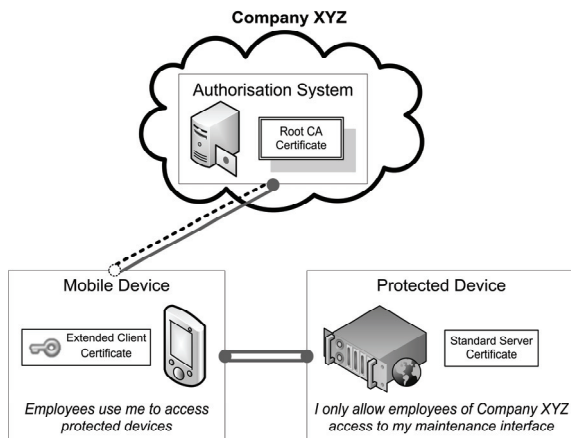 Company XYZ
Authorisation System
Root CA
Certificate
Mobile Device
Extended Client
Certificate
Employees use me to access
protected devices
Protected Device
Standard Server
Certificate
I only allow employees of Company XYZ
access to my maintenance interface